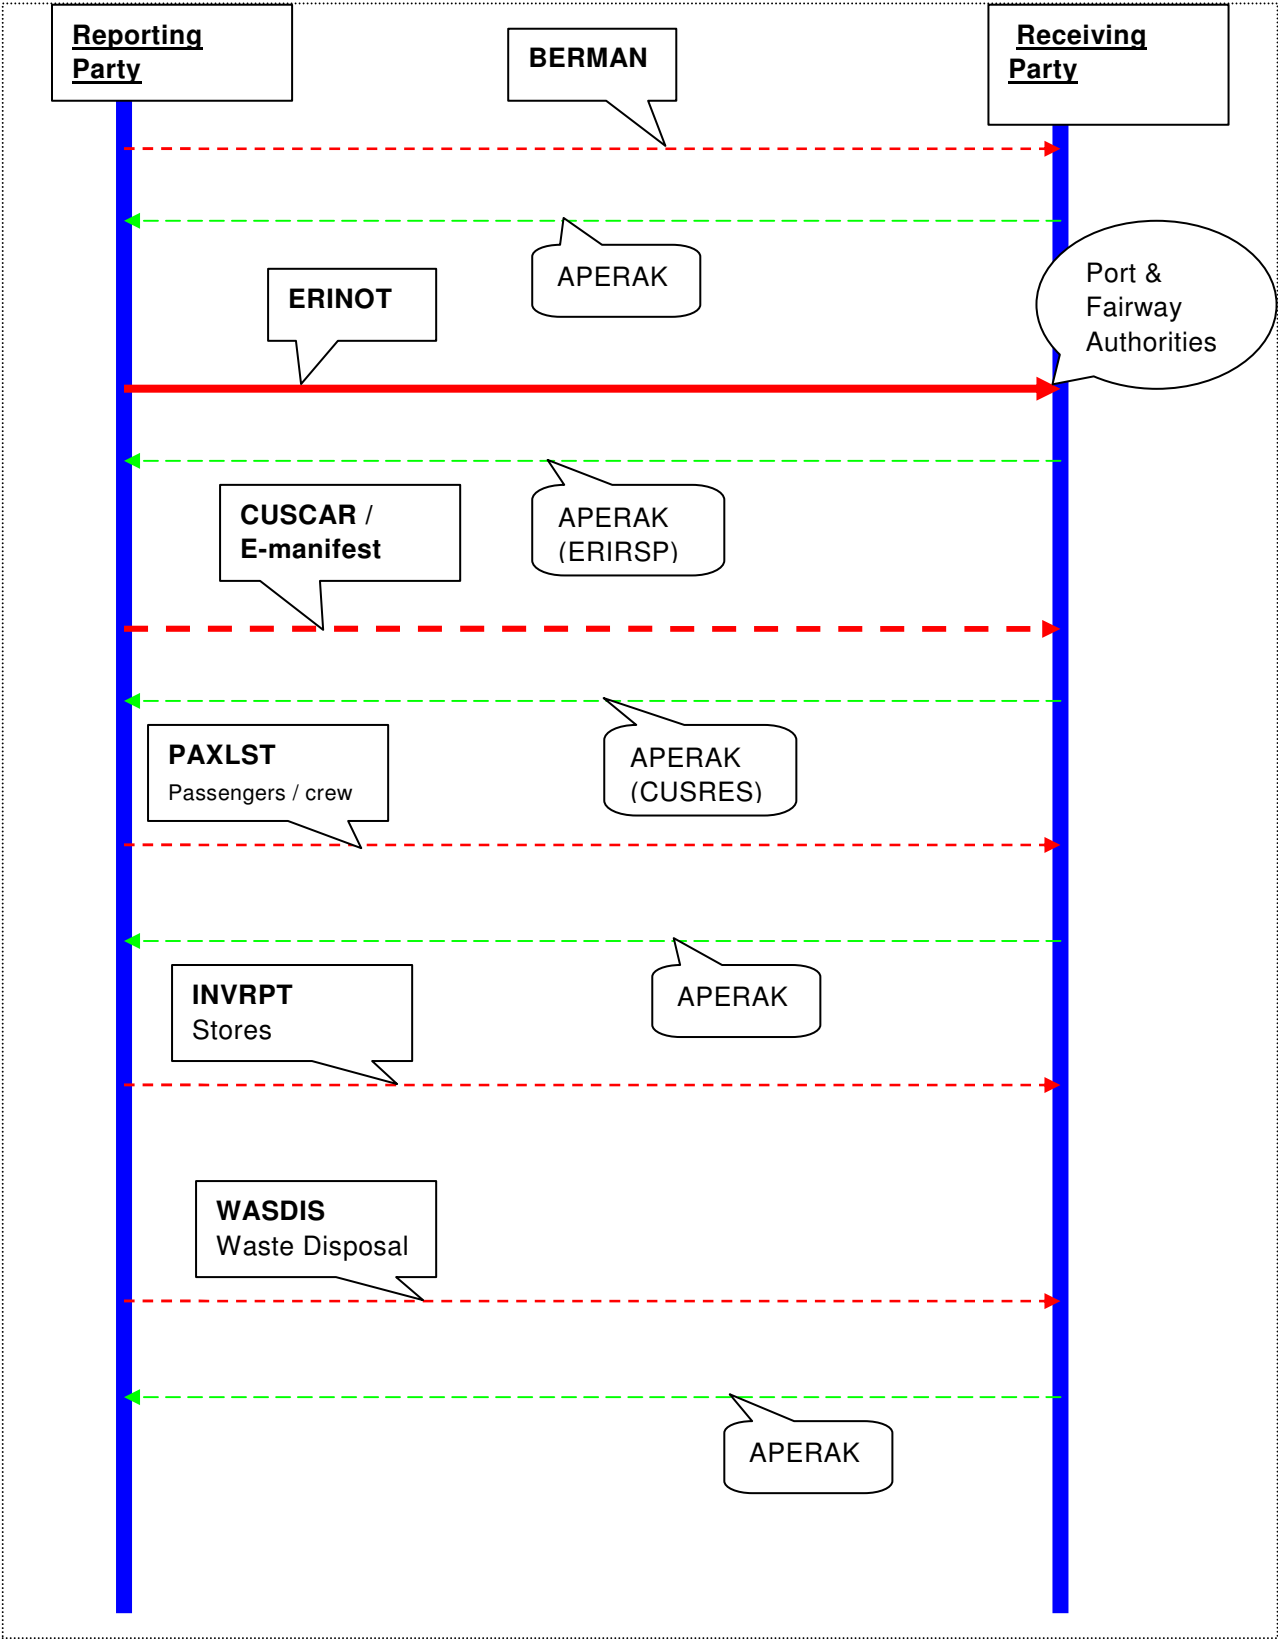 Reporting
Party
BERMAN
Receiving
Party
APERAK
Port &
Fairway
Authorities
ERINOT
APERAK
(ERIRSP)
CUSCAR /
E-manifest
APERAK
(CUSRES)
PAXLST
Passengers / crew
APERAK
INVRPT
Stores
WASDIS
Waste Disposal
APERAK